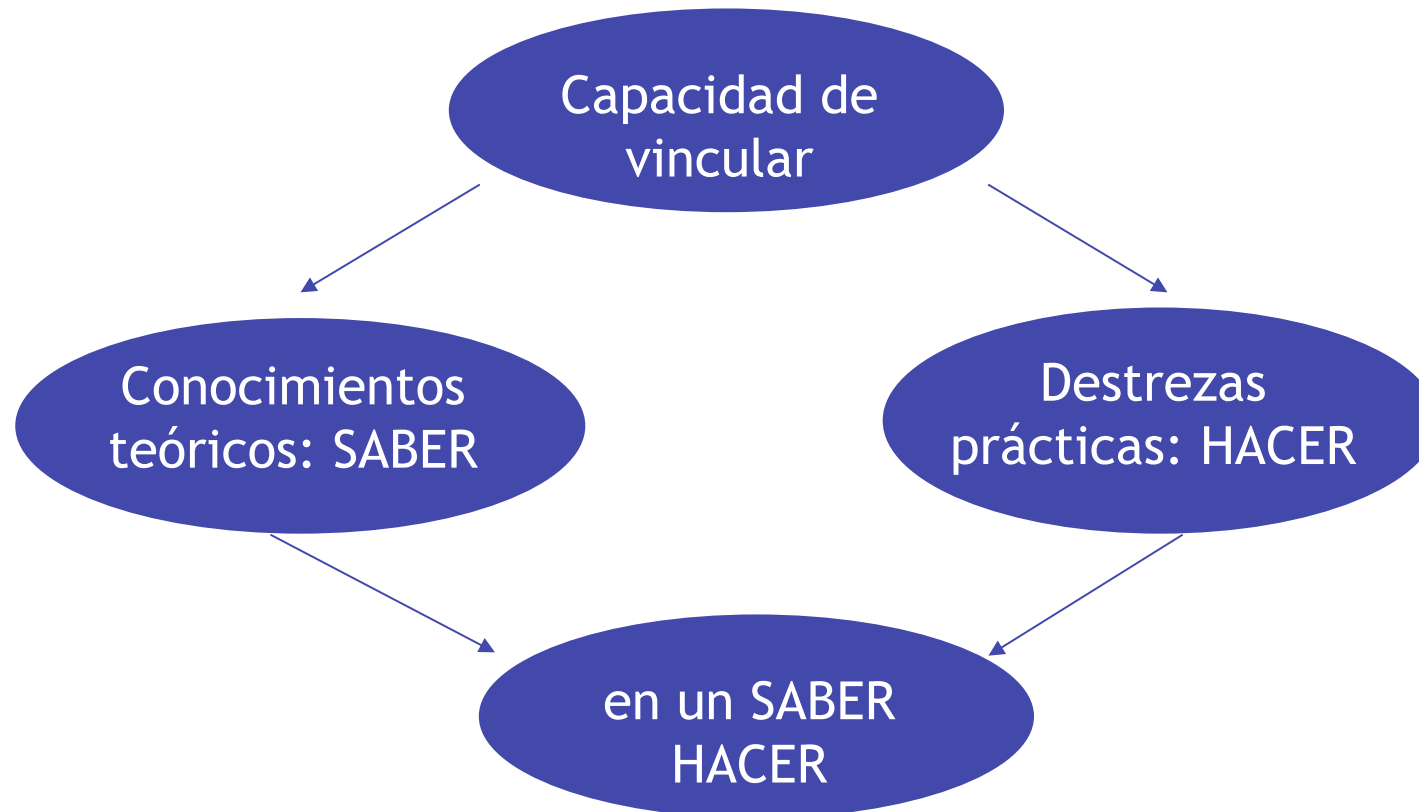 Capacidad de
vincular
Conocimientos
teóricos: SABER
Destrezas
prácticas: HACER
en un SABER
HACER